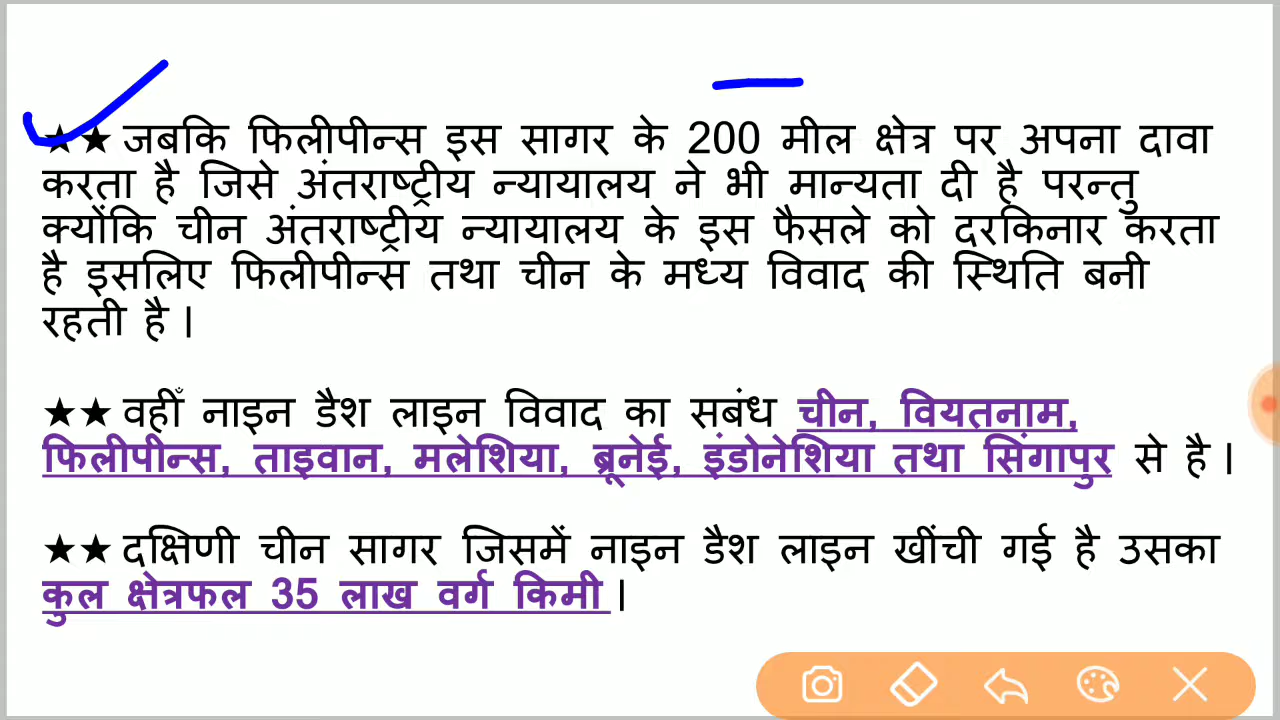 ★★ जबकि फिलीपीन्स इस सागर के 200 मील क्षेत्र पर अपना दावा
करता है जिसे अंतराष्ट्रीय न्यायालय ने भी मान्यता दी है परन्तु
क्योंकि चीन अंतराष्ट्रीय न्यायालय के इस फैसले को दरकिनार करता
है इसलिए फिलीपीन्स तथा चीन के मध्य विवाद की स्थिति बनी
रहती है।
★★ वहीँ नाइन डैश लाइन विवाद का सबंध चीन, वियतनाम,
फिलीपीन्स, ताइवान, मलेशिया, ब्रूनेई, इंडोनेशिया तथा सिंगापुर से है।
★★ दक्षिणी चीन सागर जिसमें नाइन डैश लाइन खींची गई है उसका
कुल क्षेत्रफल 35 लाख वर्ग किमी।